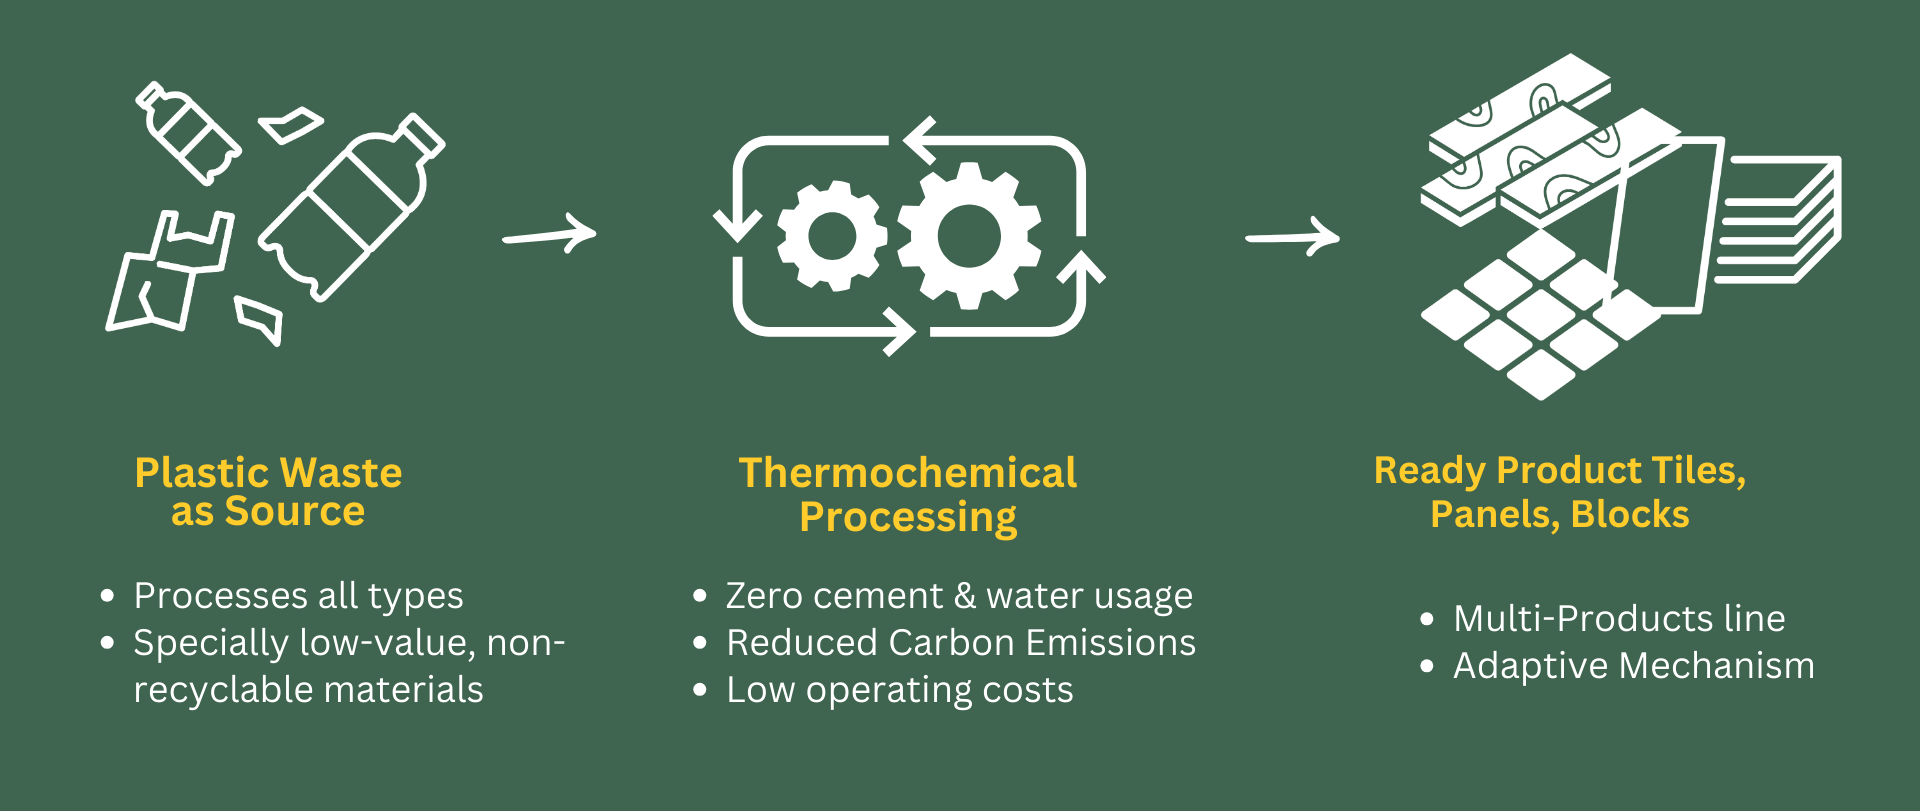 Plastic Waste
as Source
• Processes all types
• Specially low-value, non-
recyclable materials
Thermochemical
Processing
• Zero cement & water usage
• Reduced Carbon Emissions
• Low operating costs
Ready Product Tiles,
Panels, Blocks
• Multi-Products line
• Adaptive Mechanism